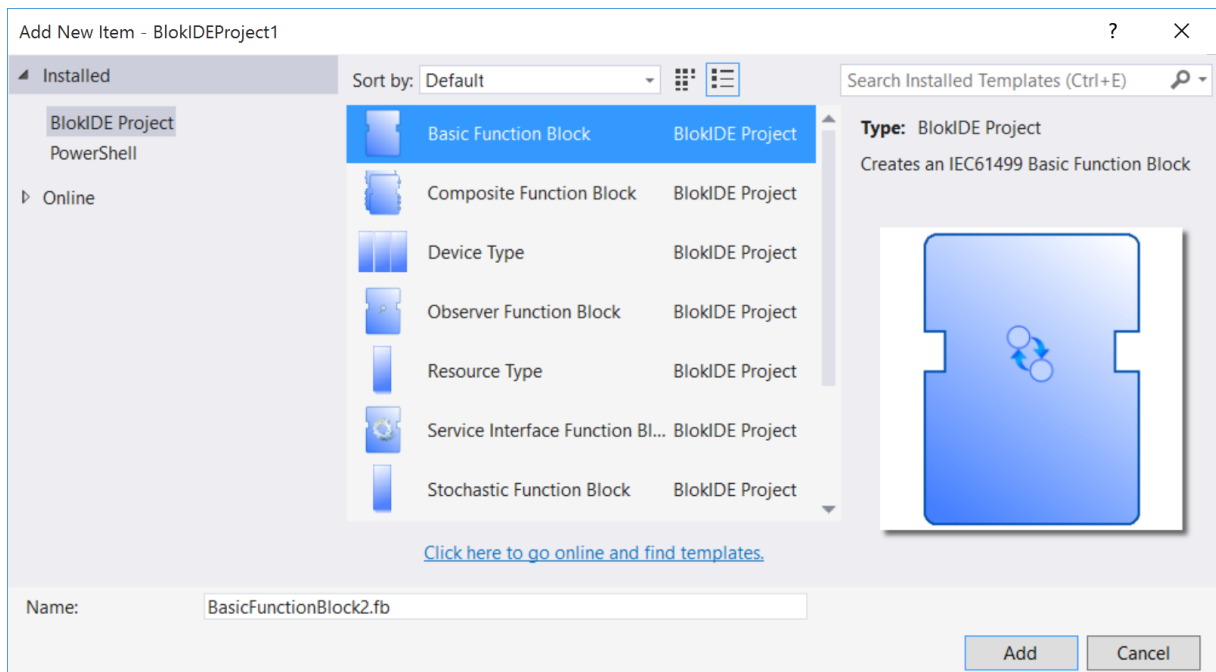 Add New Item - BlokIDEProject1
?
Installed
BlokIDE Project
PowerShell
Online
Sort by: Default
Basic Function Block BlokIDE Project
Composite Function Block BlokIDE Project
Device Type BlokIDE Project
Observer Function Block BlokIDE Project
Resource Type BlokIDE Project
Service Interface Function Bl... BlokIDE Project
Stochastic Function Block BlokIDE Project
Click here to go online and find templates.
Search Installed Templates (Ctrl+E)
Type: BlokIDE Project
Creates an IEC61499 Basic Function Block
Name: BasicFunctionBlock2.fb
Add Cancel